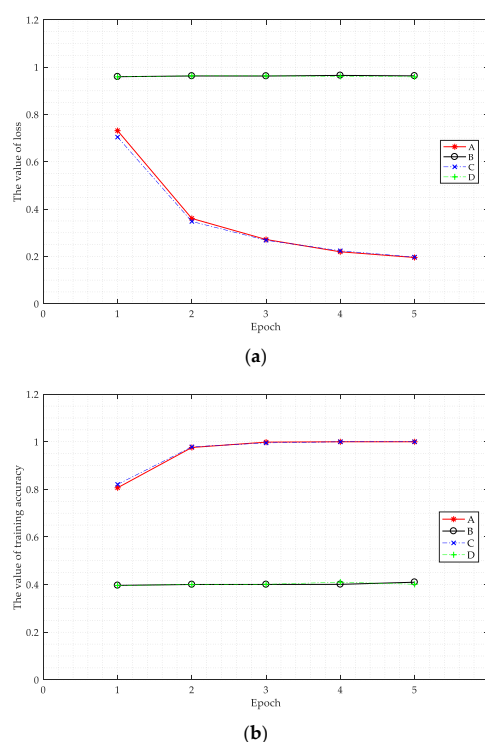 1.2
1
0.8
0.6
0.4
0.2
0
The value of loss
A
B
C
D
0 1 2 3 4 5
Epoch
(a)
1.2
1
0.8
0.6
0.4
0.2
0
The value of training accuracy
A
B
C
D
0 1 2 3 4 5
Epoch
(b)